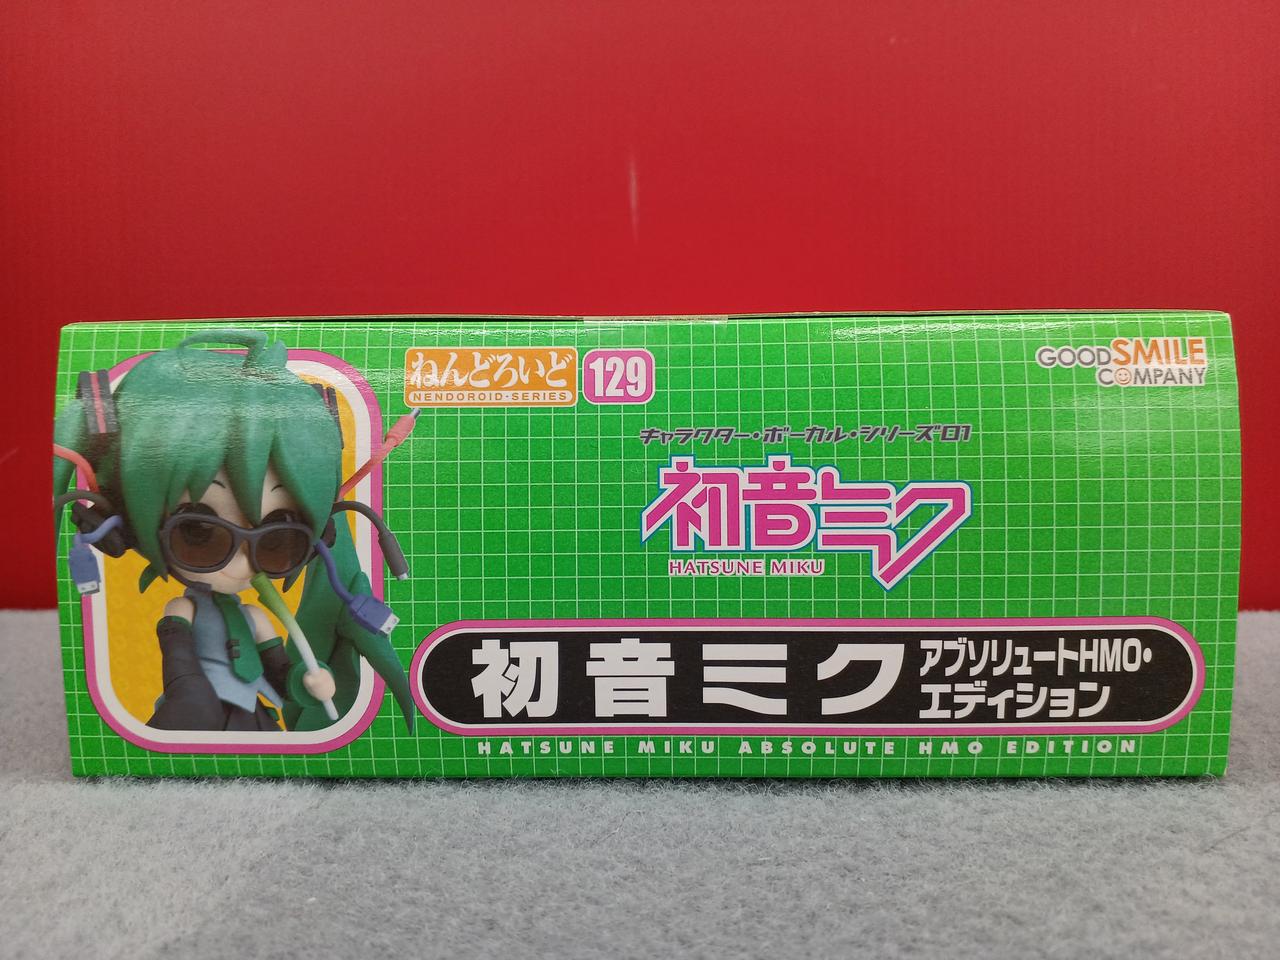 ねんどろいど
NENDOROID・SERIES
129
GOODSMILE
COMPANY
キャラクター・ボーカル・シリーズ01
初音ミク
HATSUNE MIKU
初音ミク
アブソリュートHMO・
エディション
HATSUNE MIKU ABSOLUTE HMO EDITION